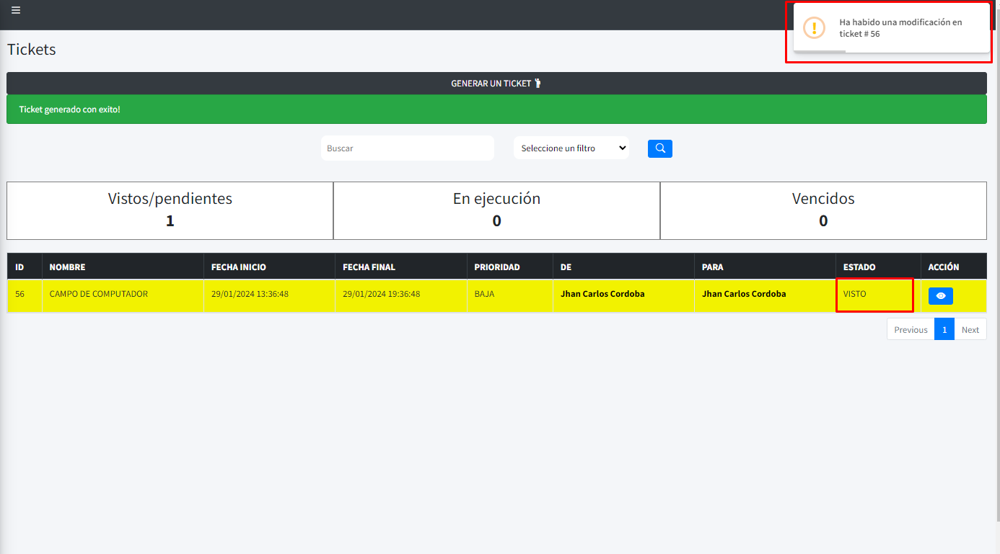 Ha habido una modificación en
ticket # 56
Tickets
GENERAR UN TICKET
Ticket generado con exito!
Buscar
Seleccione un filtro
Vistos/pendientes
1
En ejecución
0
Vencidos
0
ID NOMBRE FECHA INICIO FECHA FINAL PRIORIDAD DE PARA ESTADO ACCIÓN
56 CAMPO DE COMPUTADOR 29/01/2024 13:36:48 29/01/2024 19:36:48 BAJA Jhan Carlos Cordoba Jhan Carlos Cordoba VISTO
Previous 1 Next